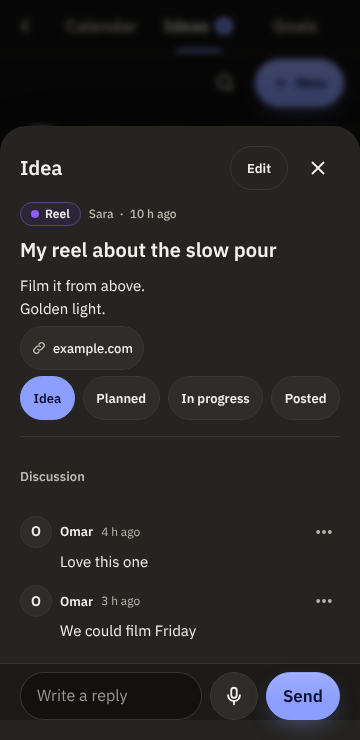 Calendar
Ideas
Goals
New
Idea
Edit
Reel
Sara · 10 h ago
My reel about the slow pour
Film it from above.
Golden light.
example.com
Idea
Planned
In progress
Posted
Discussion
O
Omar 4 h ago
Love this one
O
Omar 3 h ago
We could film Friday
Write a reply
Send